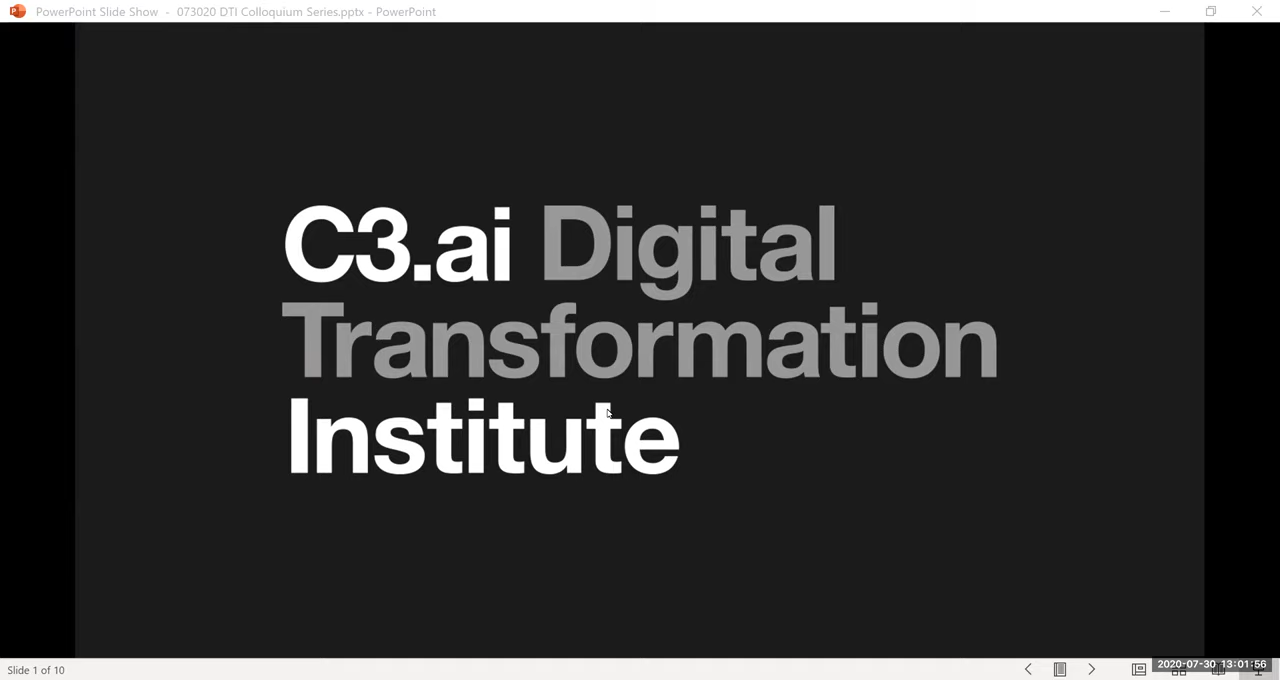 PowerPoint Slide Show - 073020 DTI Colloquium Series.pptx - PowerPoint
C3.ai Digital
Transformation
Institute
Slide 1 of 10
2020-07-30 13:01:56